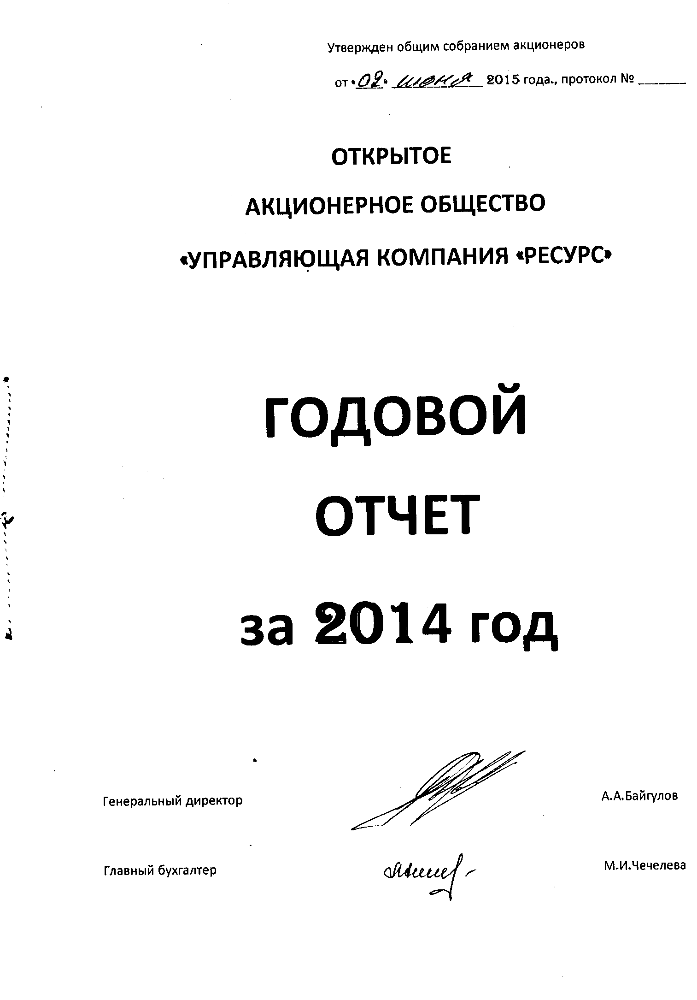 Утвержден общим собранием акционеров
от «02» июня 2015 года., протокол № ______
ОТКРЫТОЕ
АКЦИОНЕРНОЕ ОБЩЕСТВО
«УПРАВЛЯЮЩАЯ КОМПАНИЯ «РЕСУРС»
ГОДОВОЙ
ОТЧЕТ
за 2014 год
Генеральный директор А.А.Байгулов
Главный бухгалтер М.И.Чечелева